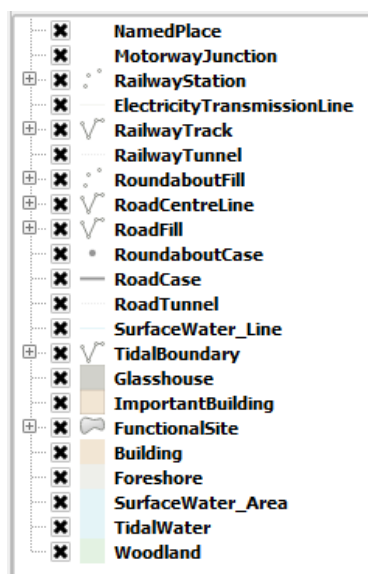 NamedPlace
MotorwayJunction
RailwayStation
ElectricityTransmissionLine
RailwayTrack
RailwayTunnel
RoundaboutFill
RoadCentreLine
RoadFill
RoundaboutCase
RoadCase
RoadTunnel
SurfaceWater_Line
TidalBoundary
Glasshouse
ImportantBuilding
FunctionalSite
Building
Foreshore
SurfaceWater_Area
TidalWater
Woodland